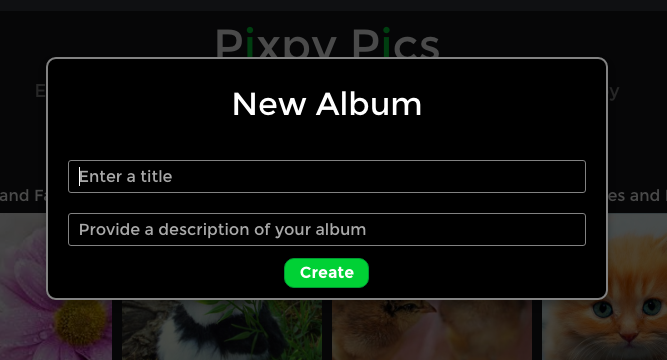 Pixpy Pics
New Album
Enter a title
and Fa
es and
Provide a description of your album
Create